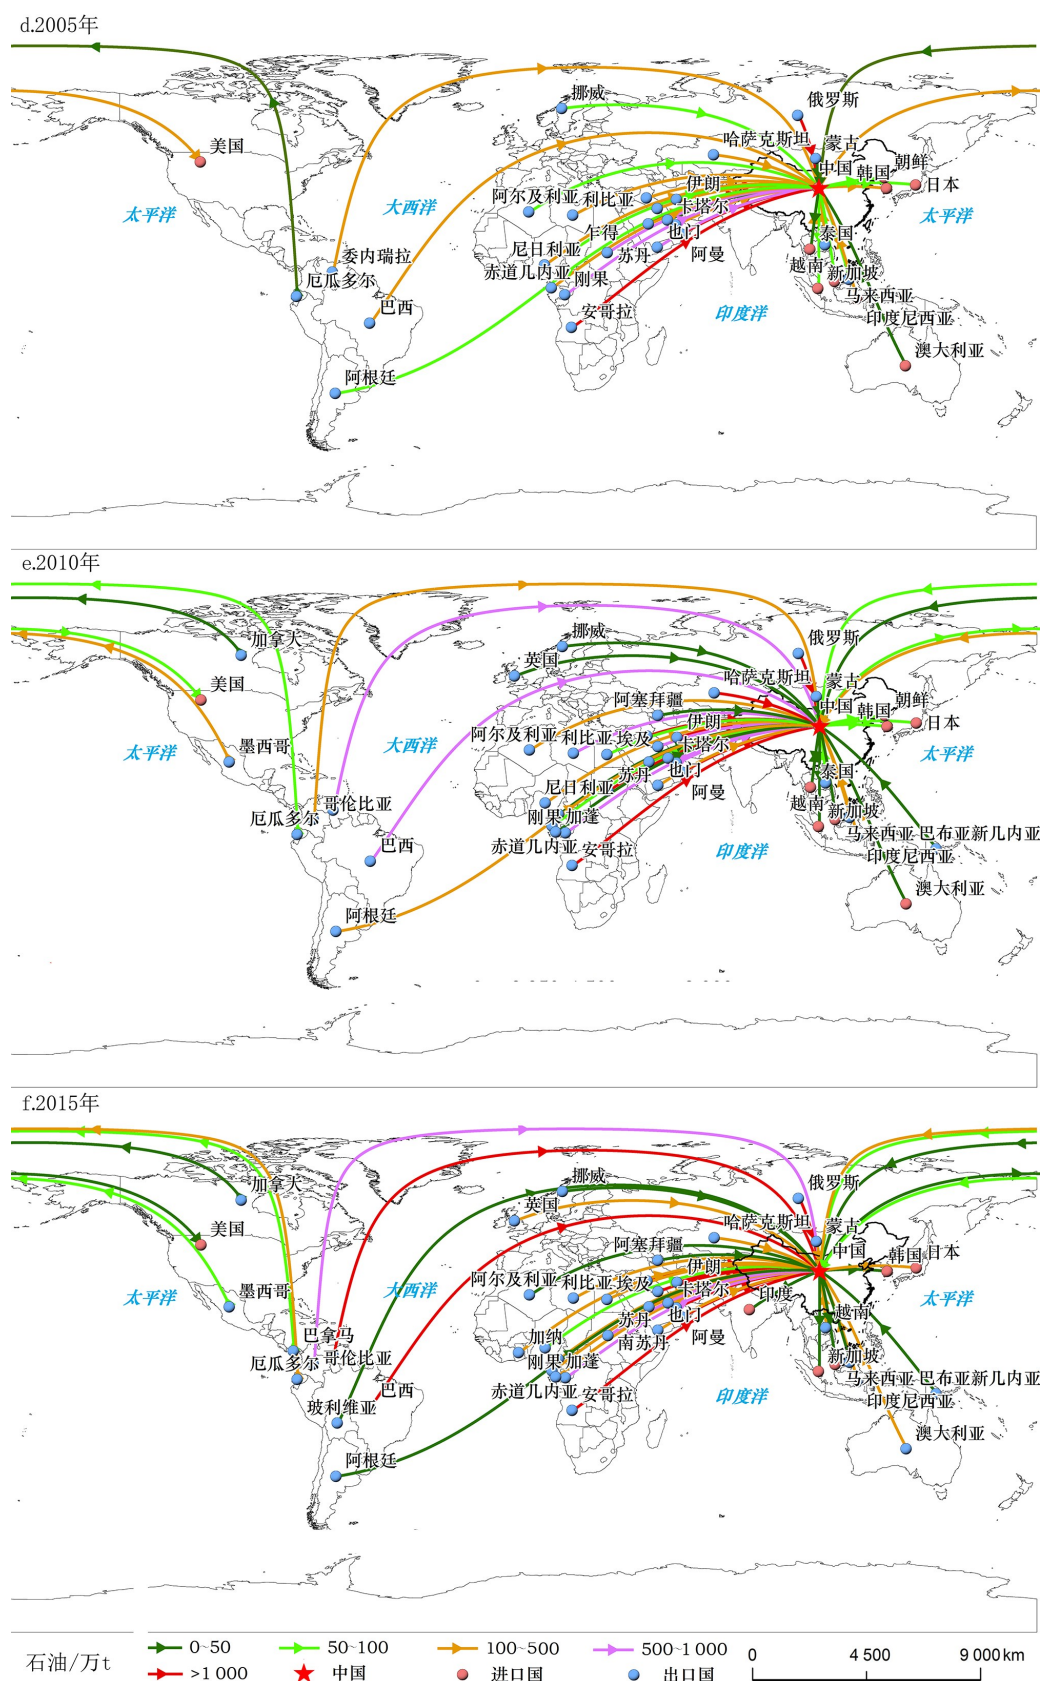 d.2005年
挪威
俄罗斯
美国
哈萨克斯坦
蒙古
中国
韩国
朝鲜
日本
伊朗
阿尔及利亚
利比亚
卡塔尔
太平洋
大西洋
太平洋
乍得
也门
泰国
尼日利亚
苏丹
阿曼
委内瑞拉
赤道几内亚
刚果
越南
新加坡
厄瓜多尔
马来西亚
巴西
安哥拉
印度洋
印度尼西亚
澳大利亚
阿根廷
e.2010年
加拿大
挪威
俄罗斯
英国
美国
哈萨克斯坦
蒙古
阿塞拜疆
中国
韩国
朝鲜
日本
伊朗
阿尔及利亚
利比亚
埃及
卡塔尔
太平洋
墨西哥
大西洋
太平洋
苏丹
也门
泰国
尼日利亚
阿曼
越南
哥伦比亚
厄瓜多尔
刚果
加蓬
新加坡
马来西亚
巴布亚新几内亚
巴西
赤道几内亚
安哥拉
印度洋
印度尼西亚
澳大利亚
阿根廷
f.2015年
加拿大
挪威
俄罗斯
英国
美国
哈萨克斯坦
蒙古
阿塞拜疆
中国
韩国
日本
伊朗
阿尔及利亚
利比亚
埃及
卡塔尔
印度
太平洋
墨西哥
大西洋
太平洋
苏丹
也门
越南
巴拿马
加纳
南苏丹
阿曼
厄瓜多尔
哥伦比亚
刚果
加蓬
新加坡
马来西亚
巴布亚新几内亚
巴西
赤道几内亚
安哥拉
印度洋
印度尼西亚
玻利维亚
澳大利亚
阿根廷
石油/万t
0~50
50~100
100~500
500~1 000
>1 000
中国
进口国
出口国
0
4 500
9 000km